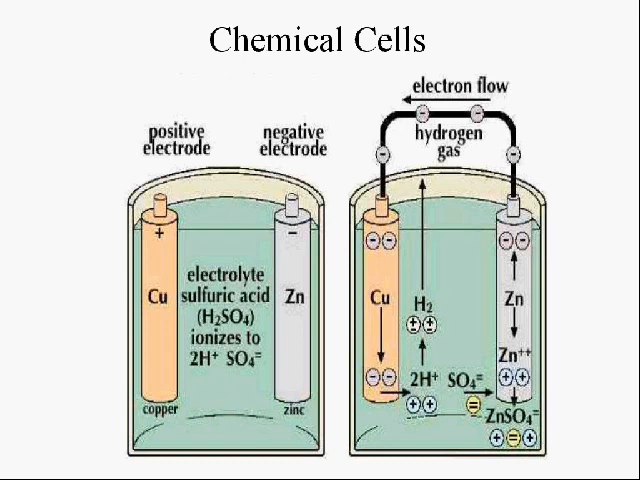 Chemical Cells
positive
electrode
negative
electrode
+
−
Cu
electrolyte
sulfuric acid
(H₂SO₄)
ionizes to
2H⁺ SO₄⁼
Zn
copper
zinc
electron flow
hydrogen
gas
− −
− −
Cu
H₂
± ±
Zn
Zn⁺⁺
− −
+ +
2H⁺ SO₄⁼
+ +
=
ZnSO₄⁼
+ = +